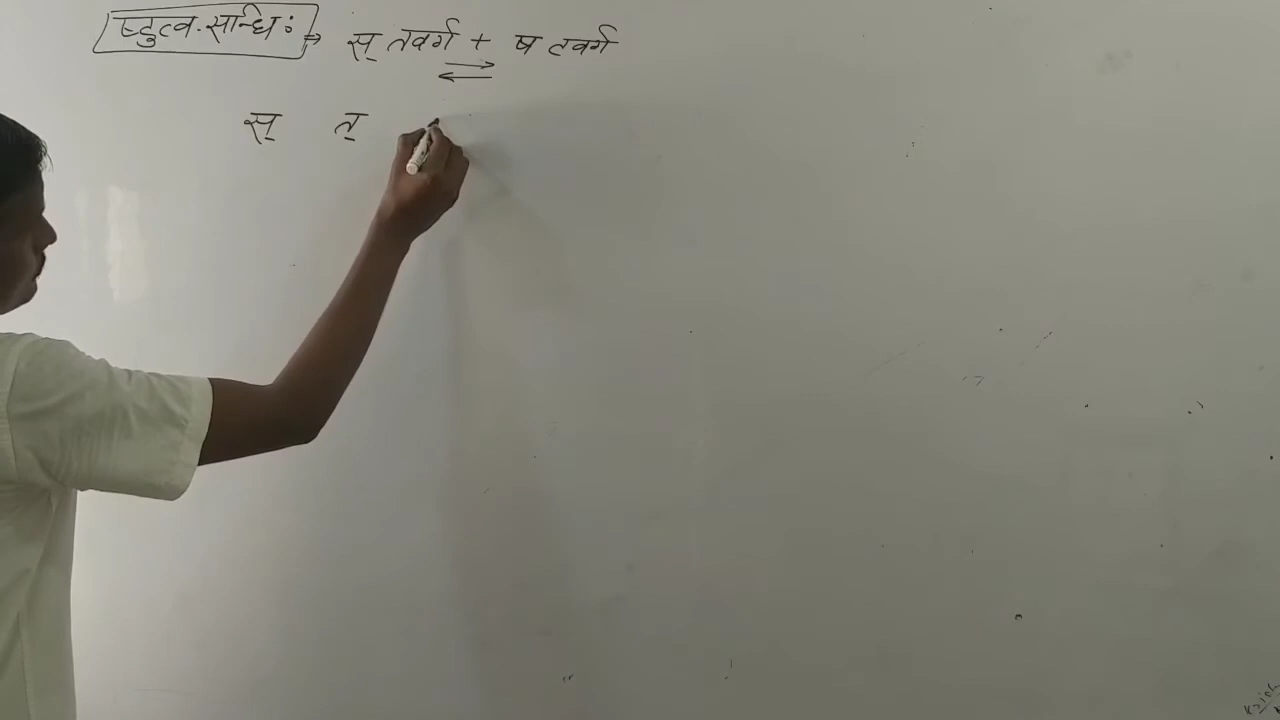 ष्टुत्व-सन्धिः ⇒ स् तवर्ग + ष टवर्ग
स् त्